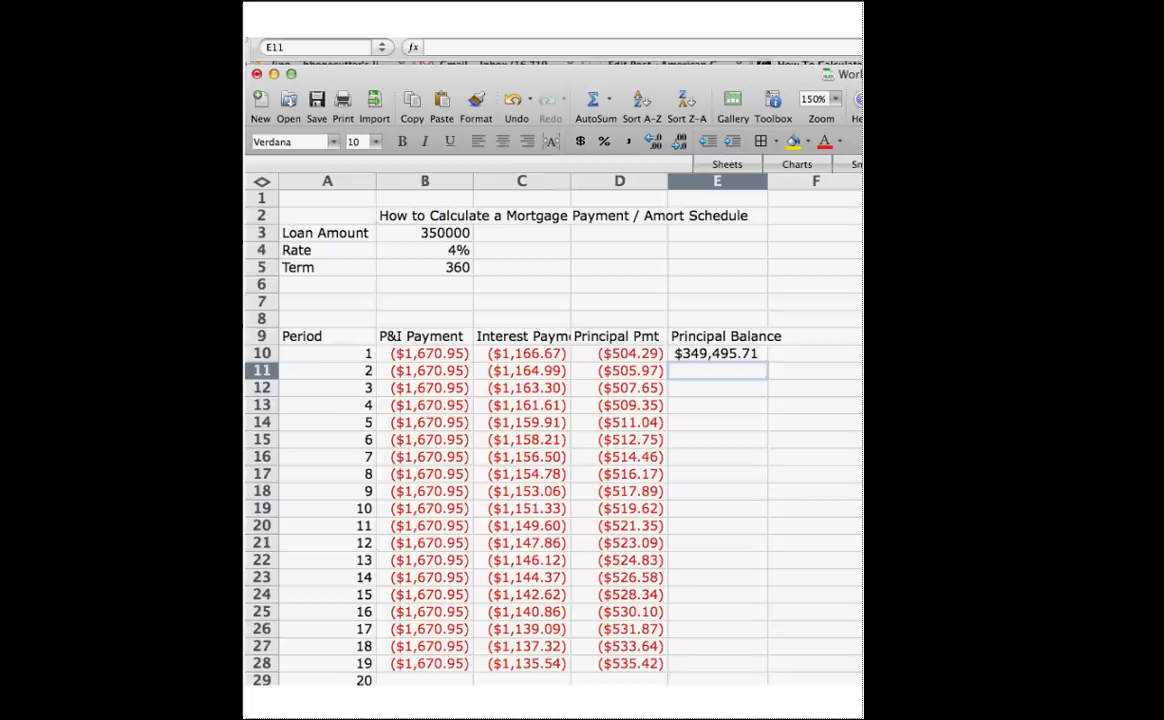 E11
fx
Worl
New Open Save Print Import Copy Paste Format Undo Redo AutoSum Sort A-Z Sort Z-A Gallery Toolbox Zoom He
150%
Verdana 10 B I U $ %
Sheets Charts Sn
A B C D E F
1
2 How to Calculate a Mortgage Payment / Amort Schedule
3 Loan Amount 350000
4 Rate 4%
5 Term 360
6
7
8
9 Period P&I Payment Interest Paym Principal Pmt Principal Balance
10 1 ($1,670.95) ($1,166.67) ($504.29) $349,495.71
11 2 ($1,670.95) ($1,164.99) ($505.97)
12 3 ($1,670.95) ($1,163.30) ($507.65)
13 4 ($1,670.95) ($1,161.61) ($509.35)
14 5 ($1,670.95) ($1,159.91) ($511.04)
15 6 ($1,670.95) ($1,158.21) ($512.75)
16 7 ($1,670.95) ($1,156.50) ($514.46)
17 8 ($1,670.95) ($1,154.78) ($516.17)
18 9 ($1,670.95) ($1,153.06) ($517.89)
19 10 ($1,670.95) ($1,151.33) ($519.62)
20 11 ($1,670.95) ($1,149.60) ($521.35)
21 12 ($1,670.95) ($1,147.86) ($523.09)
22 13 ($1,670.95) ($1,146.12) ($524.83)
23 14 ($1,670.95) ($1,144.37) ($526.58)
24 15 ($1,670.95) ($1,142.62) ($528.34)
25 16 ($1,670.95) ($1,140.86) ($530.10)
26 17 ($1,670.95) ($1,139.09) ($531.87)
27 18 ($1,670.95) ($1,137.32) ($533.64)
28 19 ($1,670.95) ($1,135.54) ($535.42)
29 20